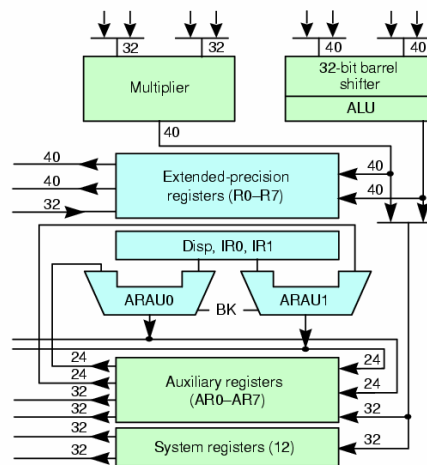 32 32 40 40
Multiplier
32-bit barrel
shifter
ALU
40
40 40
Extended-precision
registers (R0–R7)
40 40
32
Disp, IR0, IR1
ARAU0 BK ARAU1
24 24
Auxiliary registers
(AR0–AR7)
24 24
32
32 32
System registers (12)
32 32
32